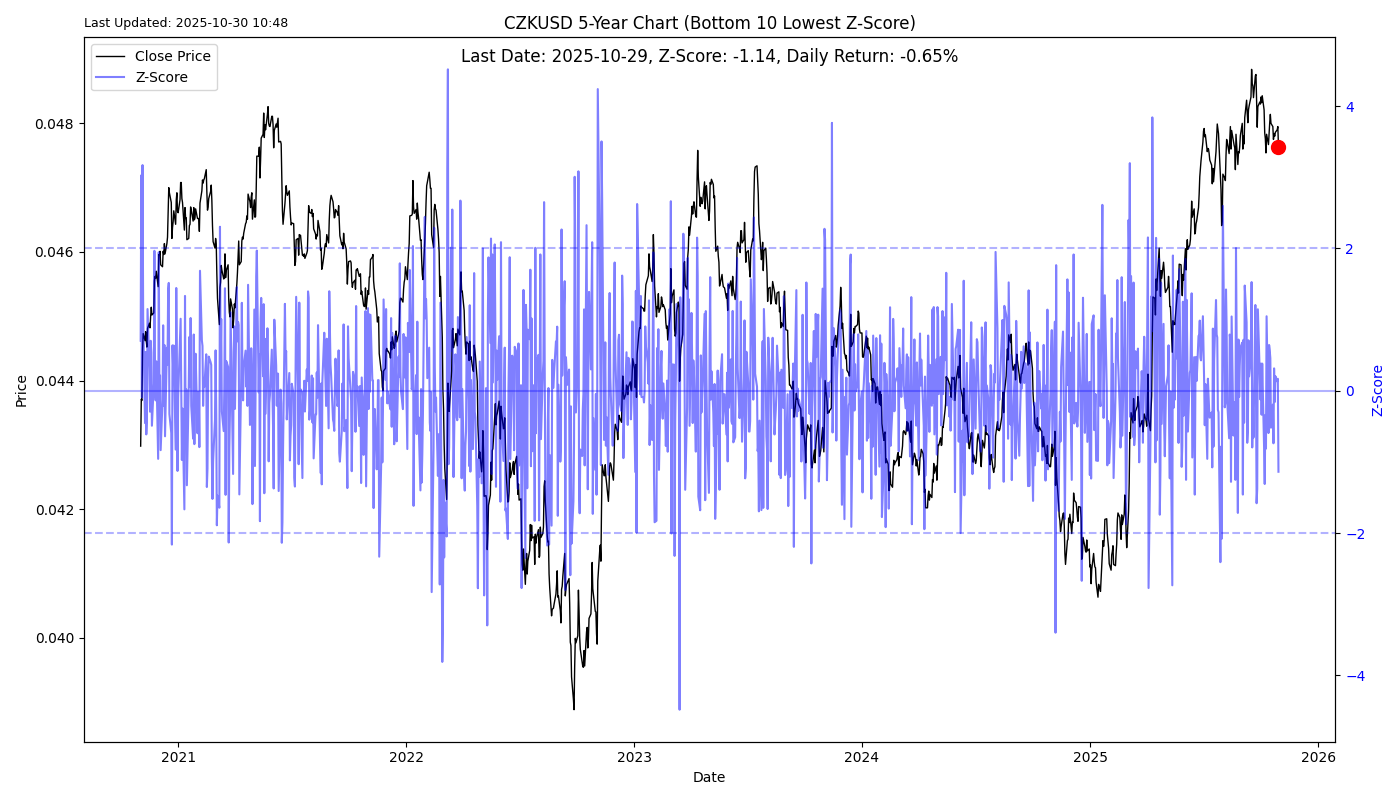 Last Updated: 2025-10-30 10:48
CZKUSD 5-Year Chart (Bottom 10 Lowest Z-Score)
Last Date: 2025-10-29, Z-Score: -1.14, Daily Return: -0.65%
Close Price
Z-Score
0.048
0.046
0.044
0.042
0.040
Price
4
2
0
−2
−4
Z-Score
2021
2022
2023
2024
2025
2026
Date